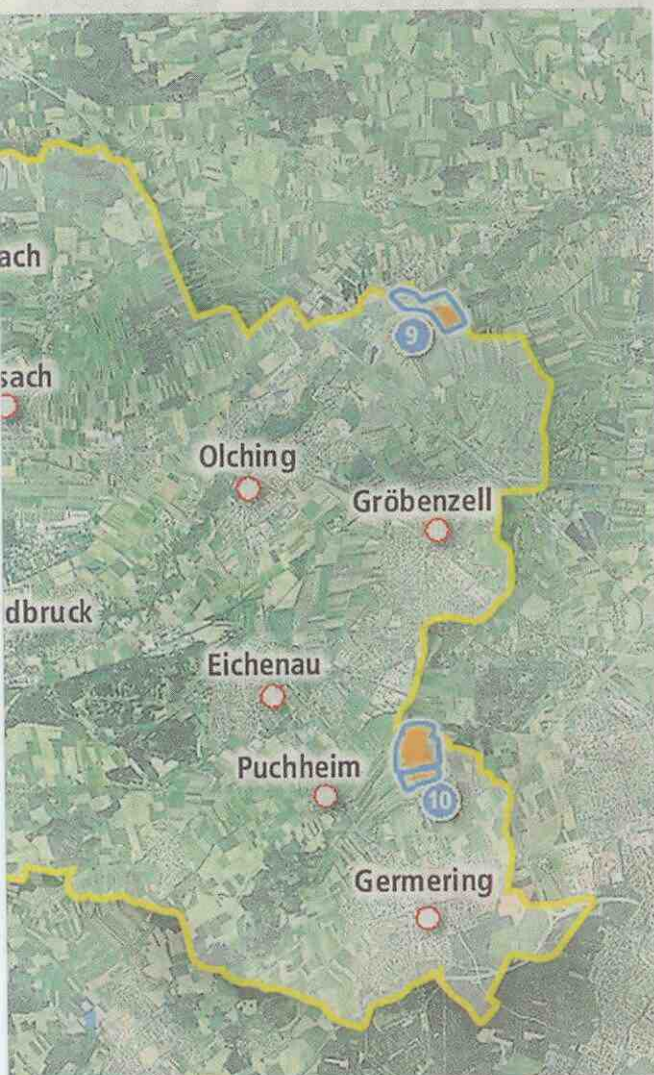 ach
9
sach
Olching
Gröbenzell
dbruck
Eichenau
Puchheim
10
Germering